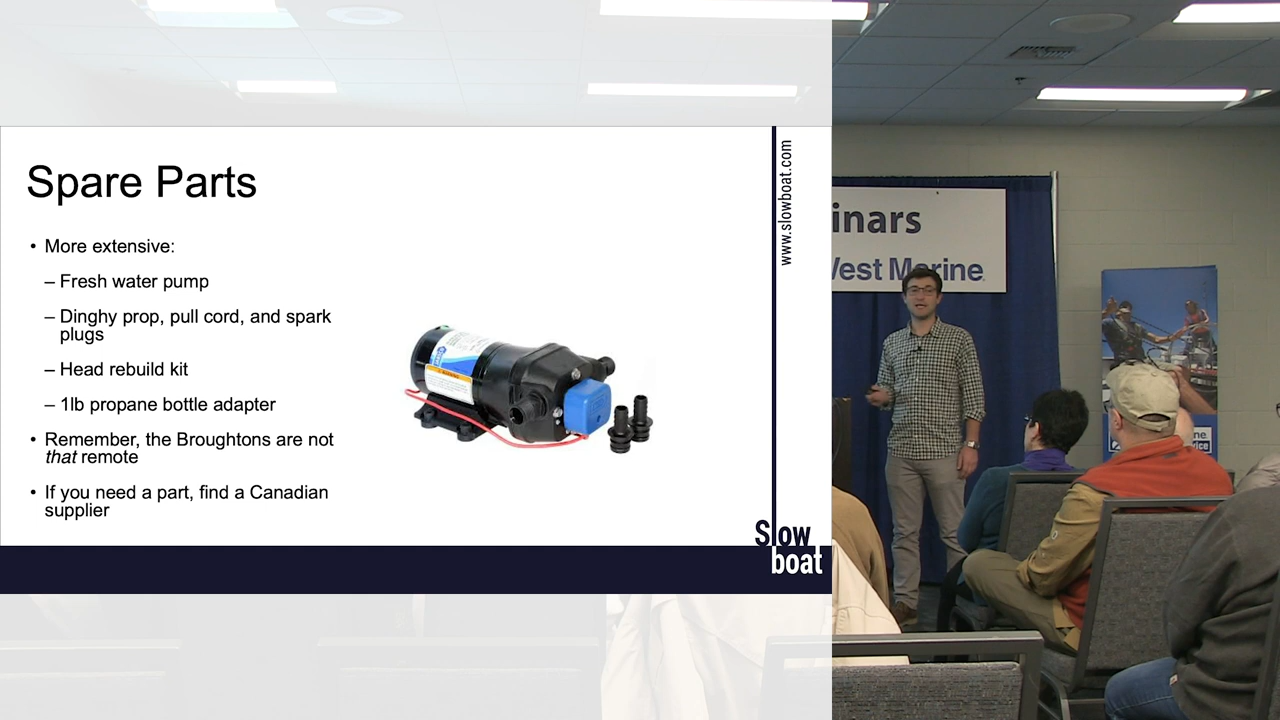 Spare Parts
• More extensive:
– Fresh water pump
– Dinghy prop, pull cord, and spark
plugs
– Head rebuild kit
– 1lb propane bottle adapter
• Remember, the Broughtons are not
that remote
• If you need a part, find a Canadian
supplier
www.slowboat.com
Slow
boat
inars
West Marine